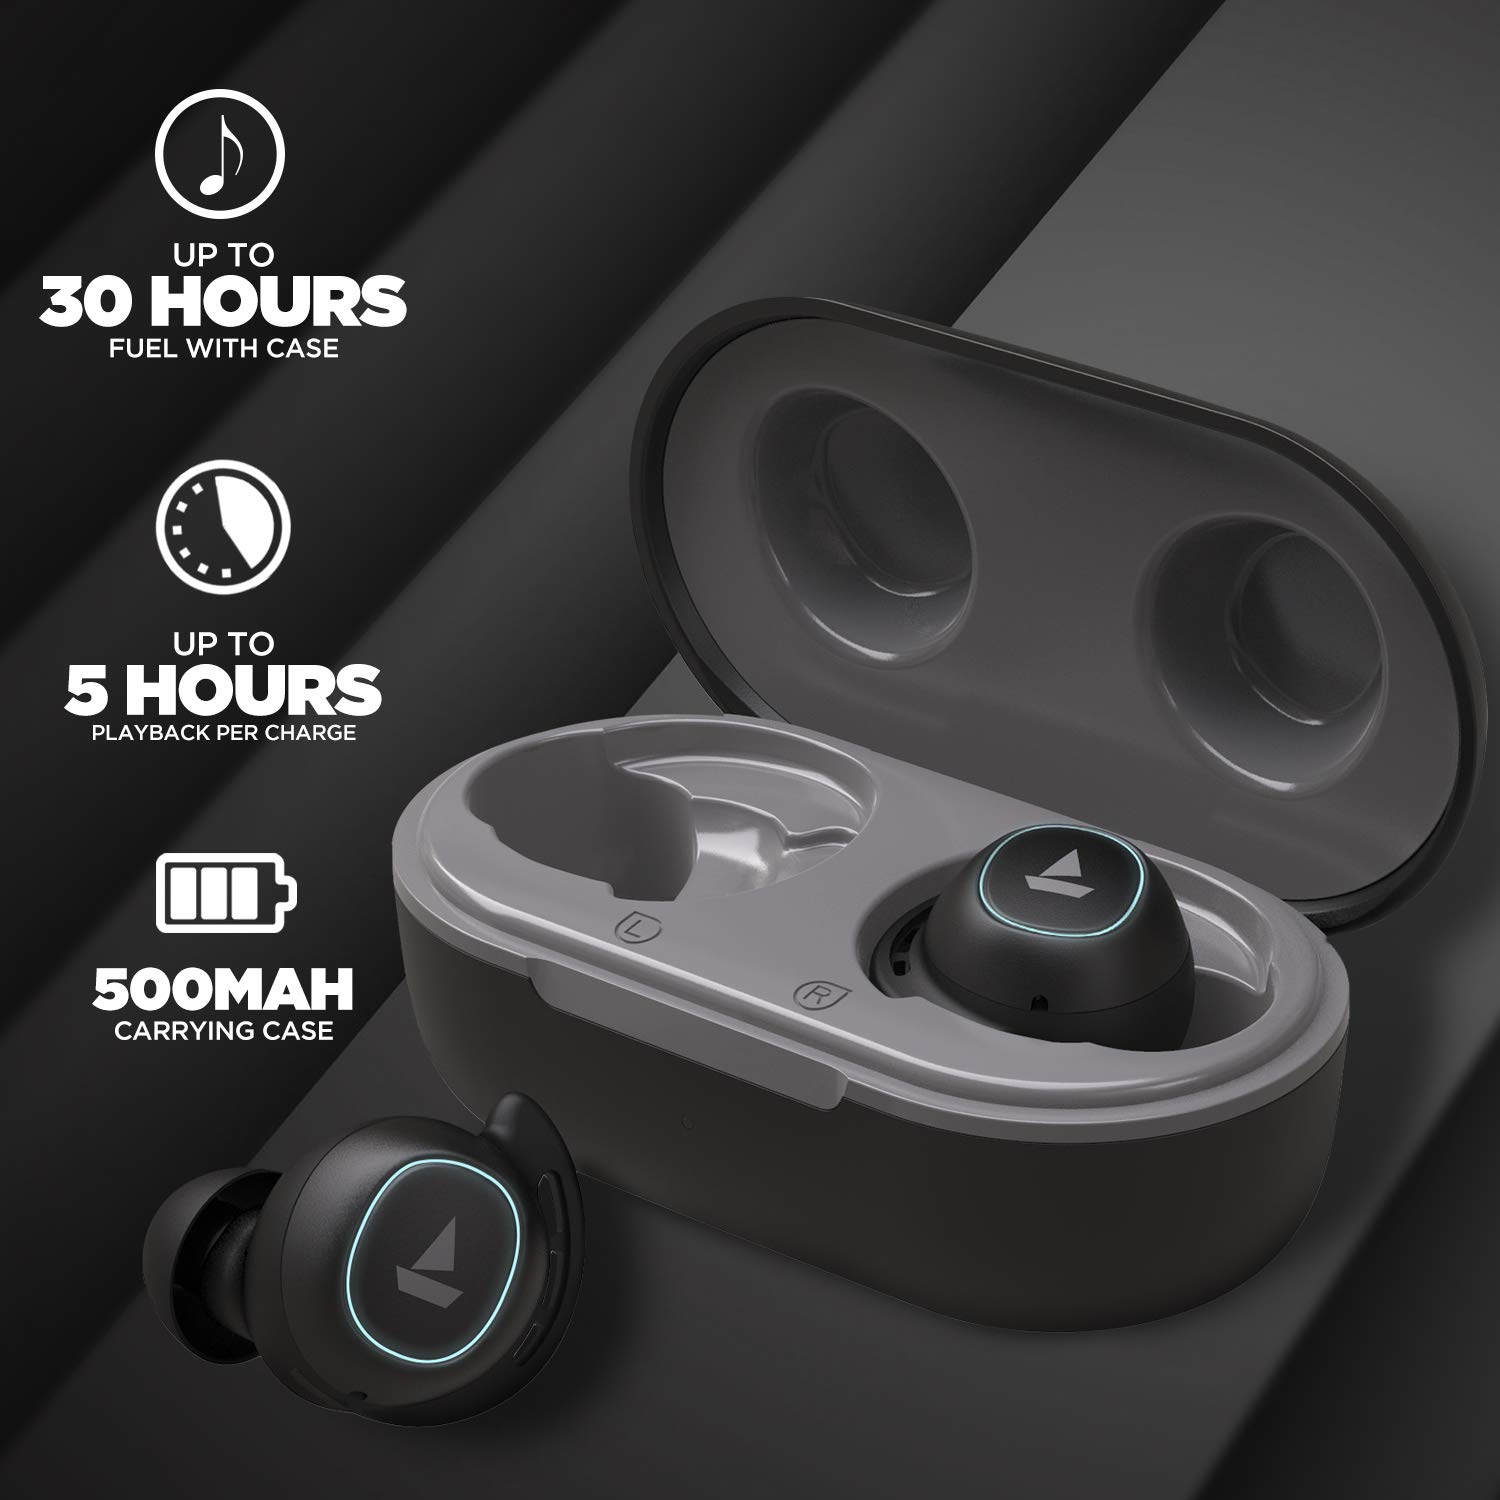 UP TO
30 HOURS
FUEL WITH CASE
UP TO
5 HOURS
PLAYBACK PER CHARGE
500MAH
CARRYING CASE
L
R